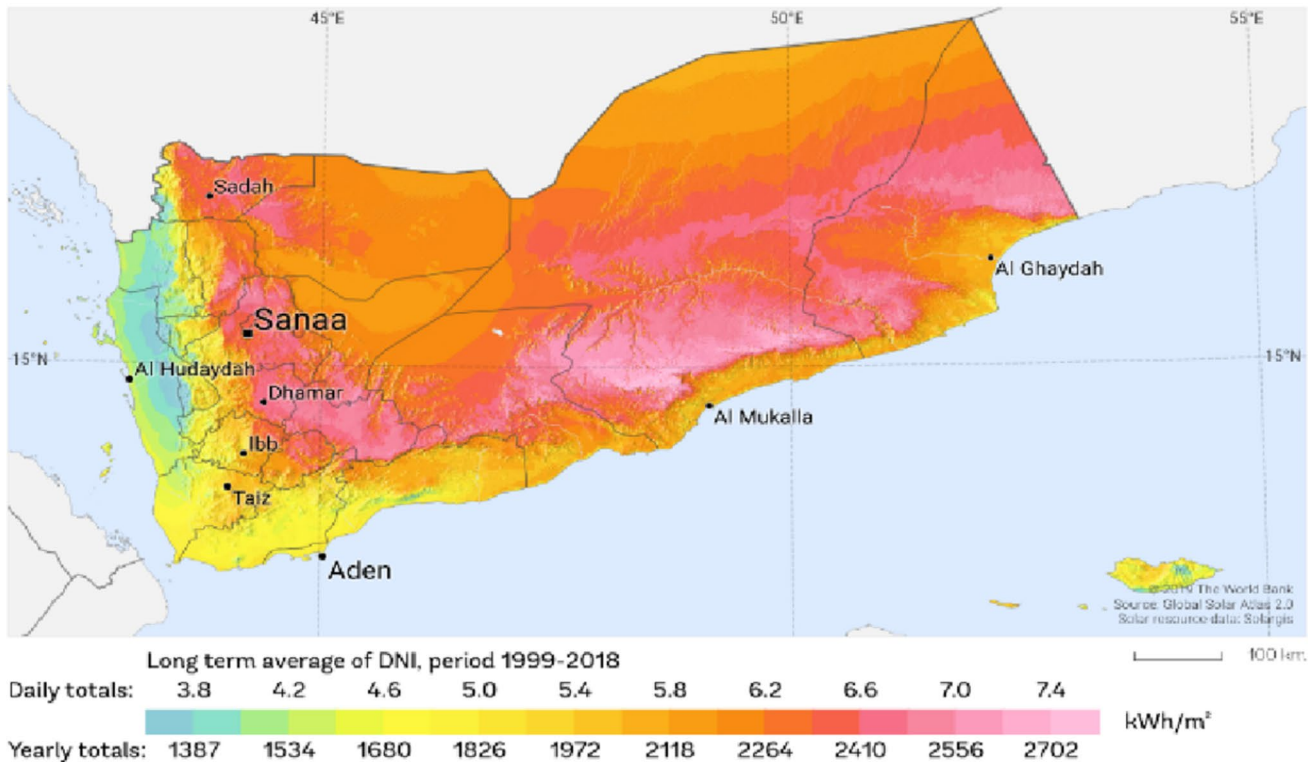 45°E 50°E 55°E
Sadah
Al Ghaydah
Sanaa
15°N 15°N
Al Hudaydah
Dhamar
Al Mukalla
Ibb
Taiz
Aden
© 2019 The World Bank
Source: Global Solar Atlas 2.0
Solar resource data: Solargis
Long term average of DNI, period 1999-2018
100 km
Daily totals: 3.8 4.2 4.6 5.0 5.4 5.8 6.2 6.6 7.0 7.4
kWh/m²
Yearly totals: 1387 1534 1680 1826 1972 2118 2264 2410 2556 2702